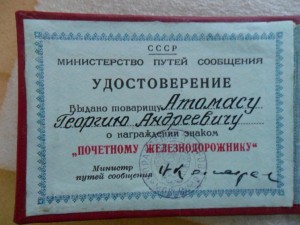 СССР
МИНИСТЕРСТВО ПУТЕЙ СООБЩЕНИЯ
УДОСТОВЕРЕНИЕ
Выдано товарищу Атомасу
Георгию Андреевичу
о награждении знаком
"ПОЧЕТНОМУ ЖЕЛЕЗНОДОРОЖНИКУ"
Министр
путей сообщения